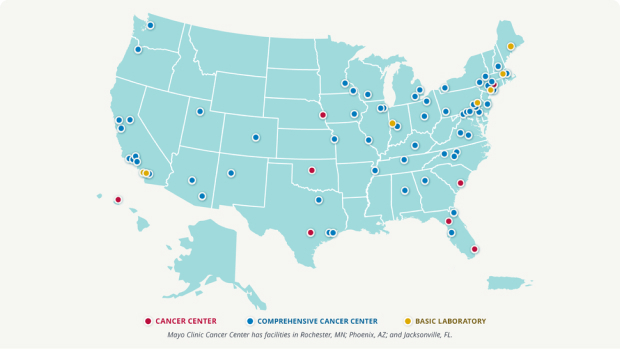 CANCER CENTER
COMPREHENSIVE CANCER CENTER
BASIC LABORATORY
Mayo Clinic Cancer Center has facilities in Rochester, MN; Phoenix, AZ; and Jacksonville, FL.